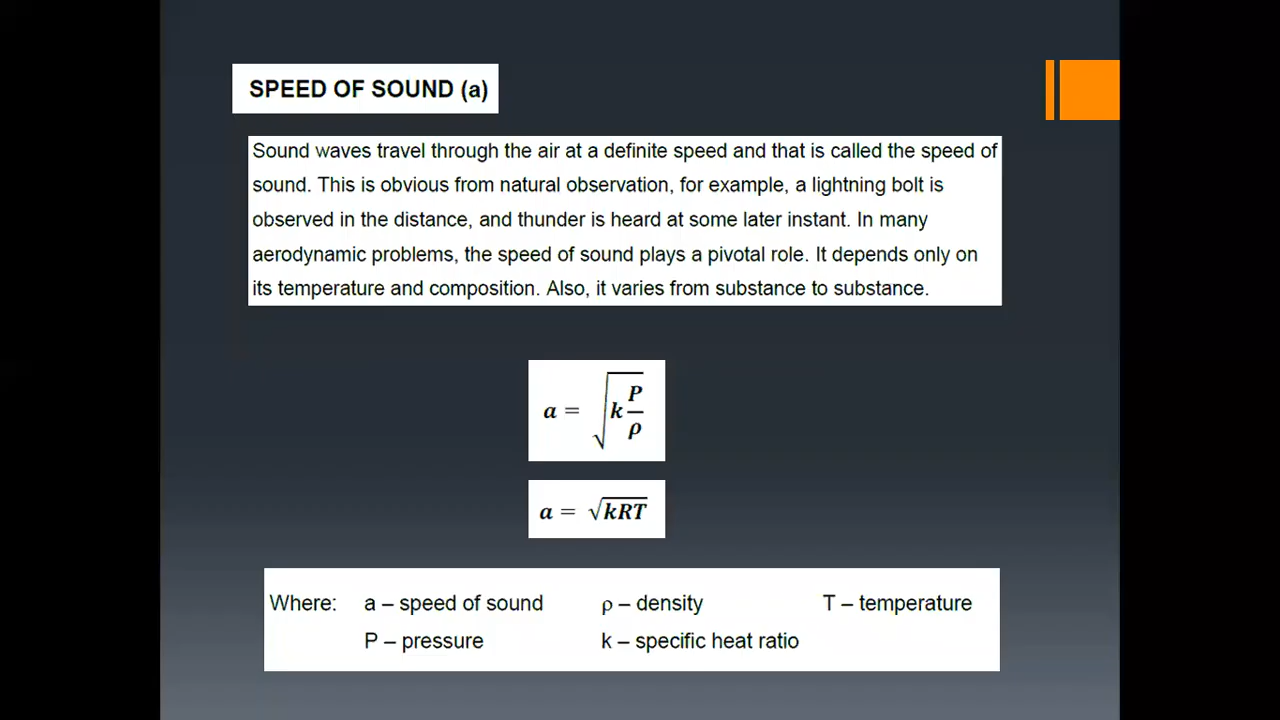 SPEED OF SOUND (a)
Sound waves travel through the air at a definite speed and that is called the speed of
sound. This is obvious from natural observation, for example, a lightning bolt is
observed in the distance, and thunder is heard at some later instant. In many
aerodynamic problems, the speed of sound plays a pivotal role. It depends only on
its temperature and composition. Also, it varies from substance to substance.
a = √(k P/ρ)
a = √kRT
Where: a – speed of sound ρ – density T – temperature
P – pressure k – specific heat ratio